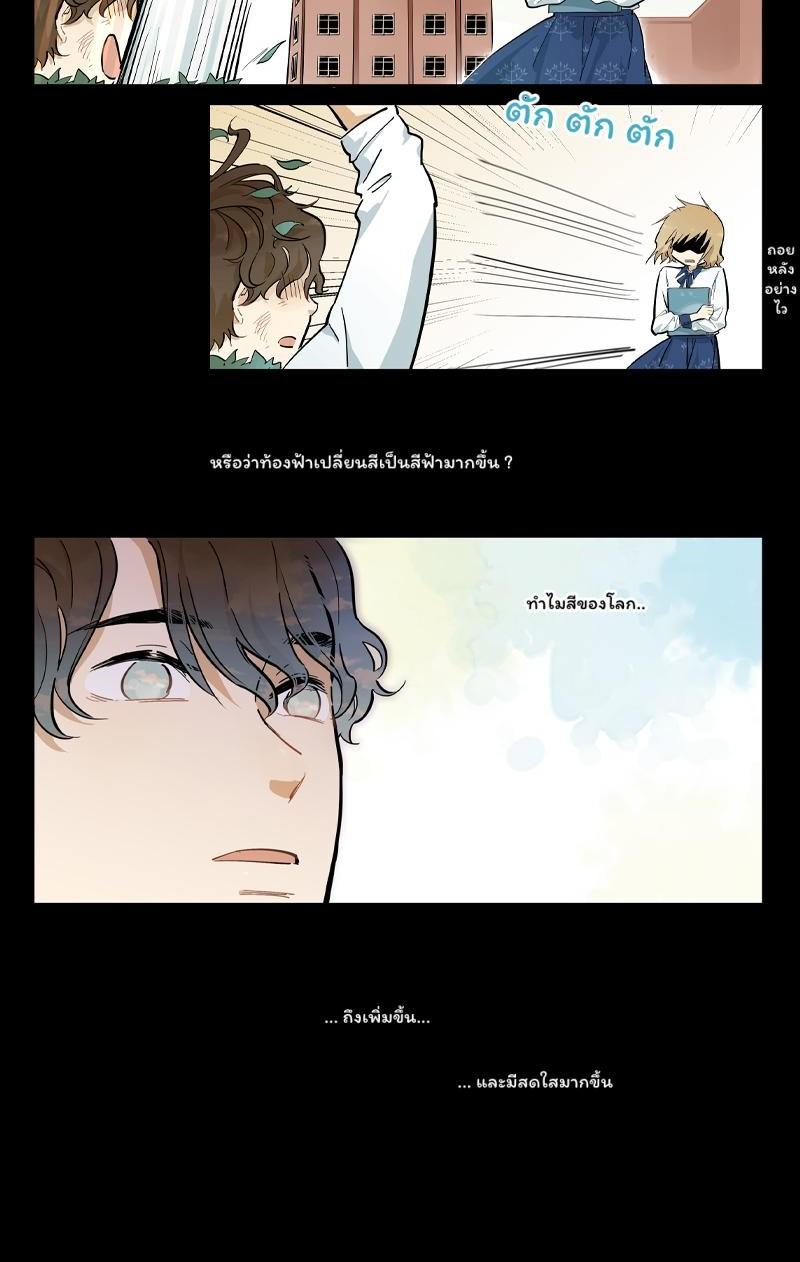 ตัก ตัก ตัก
ถอย
หลัง
อย่าง
ไว
หรือว่าท้องฟ้าเปลี่ยนสีเป็นสีฟ้ามากขึ้น ?
ทำไมสีของโลก..
... ถึงเพิ่มขึ้น...
... และมีสดใสมากขึ้น